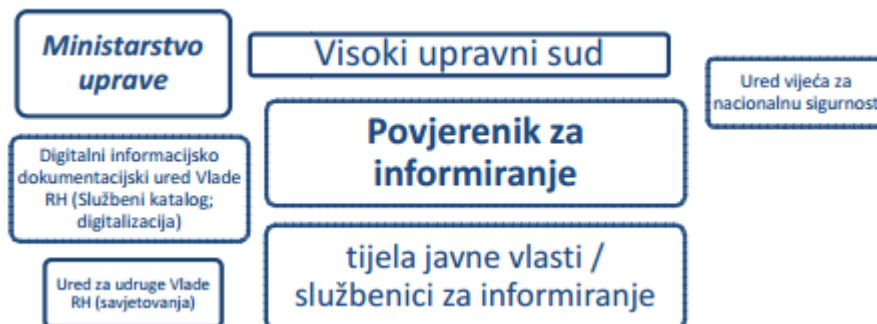 Ministarstvo
uprave
Visoki upravni sud
Ured vijeća za
nacionalnu sigurnost
Povjerenik za
informiranje
Digitalni informacijsko
dokumentacijski ured Vlade
RH (Službeni katalog;
digitalizacija)
tijela javne vlasti /
službenici za informiranje
Ured za udruge Vlade
RH (savjetovanja)